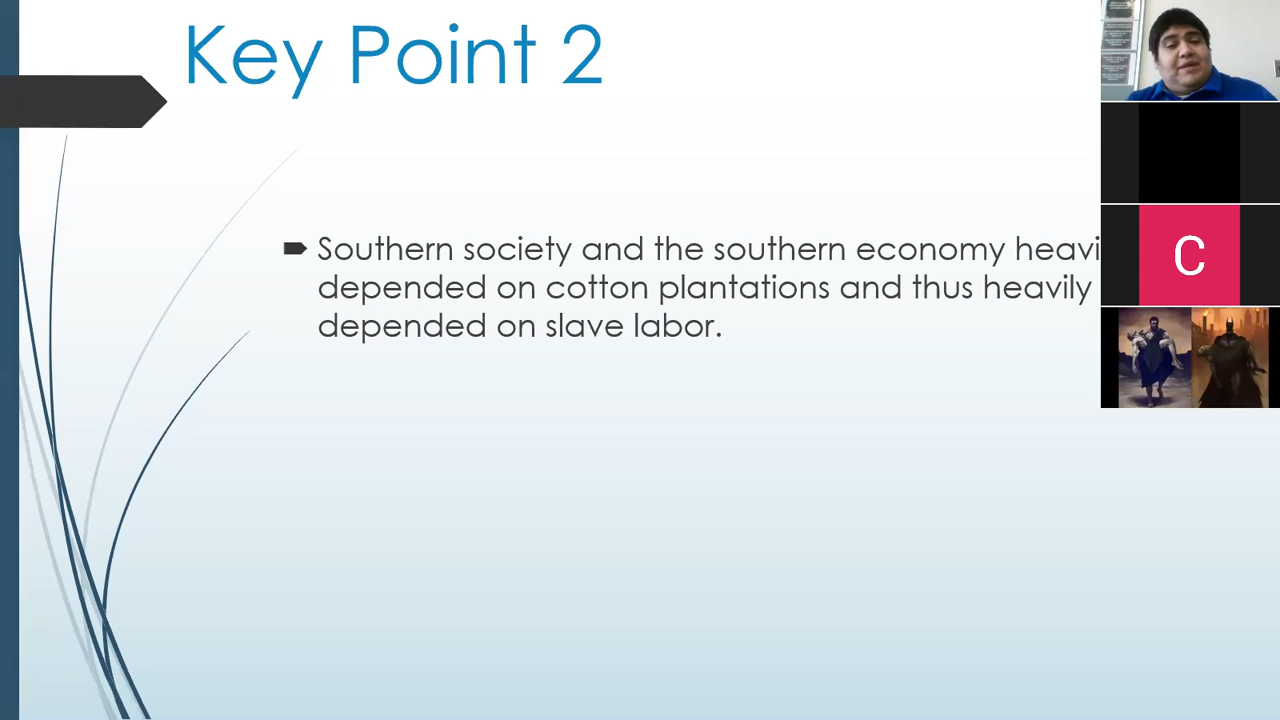 Key Point 2
Southern society and the southern economy heavi
depended on cotton plantations and thus heavily
depended on slave labor.
C